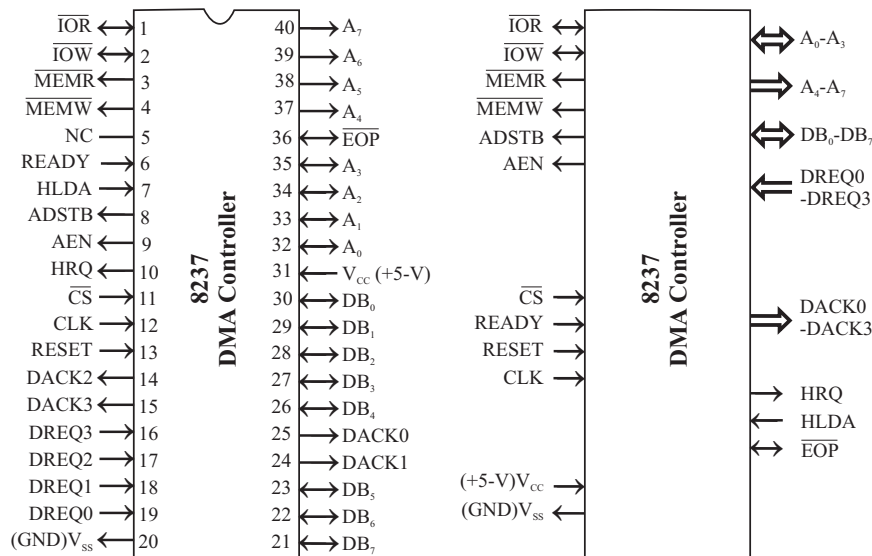 IOR 1
IOW 2
MEMR 3
MEMW 4
NC 5
READY 6
HLDA 7
ADSTB 8
AEN 9
HRQ 10
CS 11
CLK 12
RESET 13
DACK2 14
DACK3 15
DREQ3 16
DREQ2 17
DREQ1 18
DREQ0 19
(GND)Vss 20
8237
DMA Controller
40 A₇
39 A₆
38 A₅
37 A₄
36 EOP
35 A₃
34 A₂
33 A₁
32 A₀
31 Vcc (+5-V)
30 DB₀
29 DB₁
28 DB₂
27 DB₃
26 DB₄
25 DACK0
24 DACK1
23 DB₅
22 DB₆
21 DB₇
IOR
IOW
MEMR
MEMW
ADSTB
AEN
CS
READY
RESET
CLK
(+5-V)Vcc
(GND)Vss
8237
DMA Controller
A₀-A₃
A₄-A₇
DB₀-DB₇
DREQ0
-DREQ3
DACK0
-DACK3
HRQ
HLDA
EOP